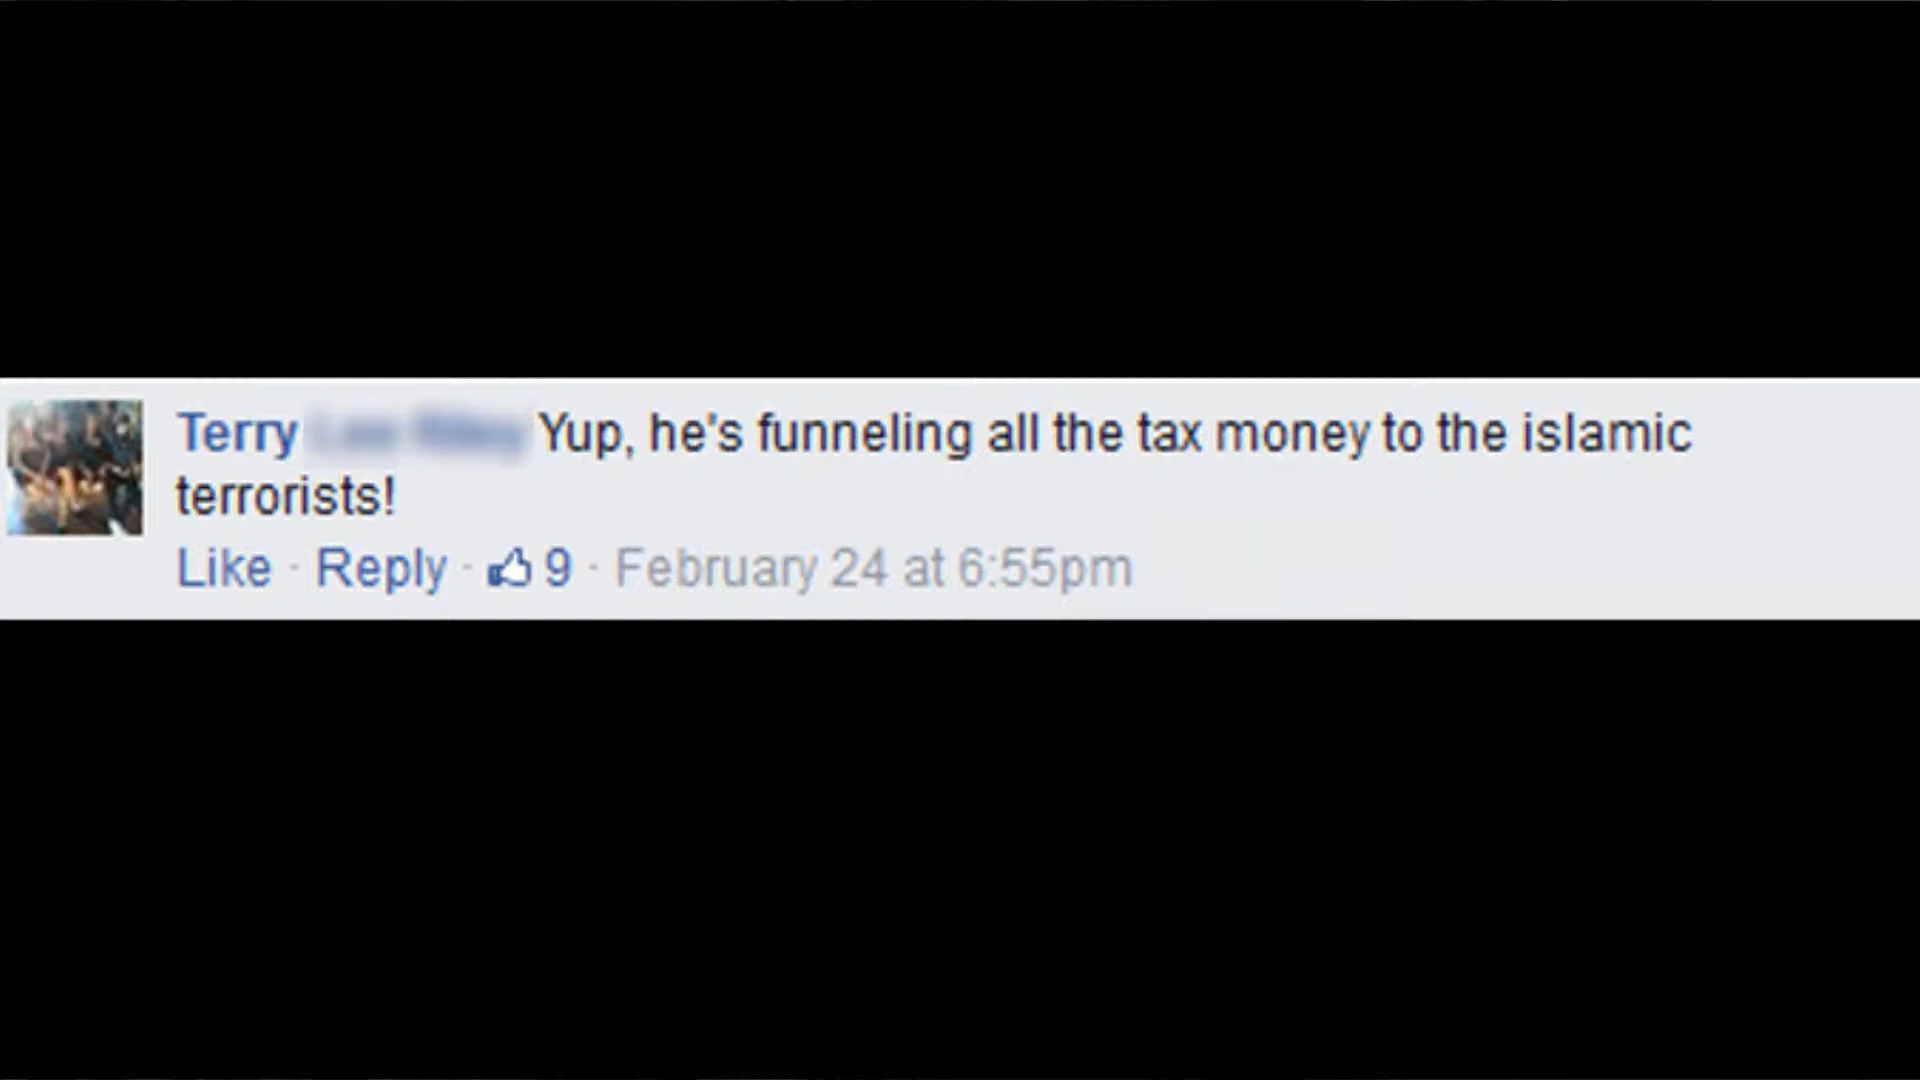 Terry Yup, he's funneling all the tax money to the islamic
terrorists!
Like · Reply · 9 · February 24 at 6:55pm